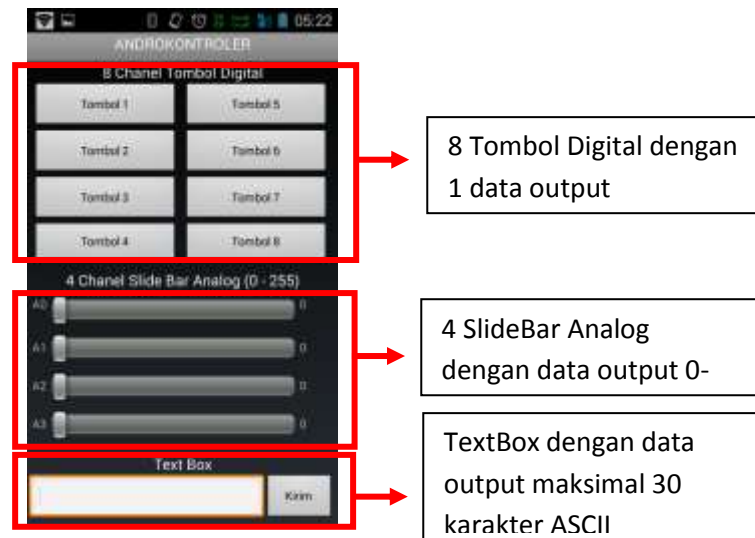 05:22
ANDROKONTROLER
8 Chanel Tombol Digital
Tombol 1 Tombol 5
Tombol 2 Tombol 6
Tombol 3 Tombol 7
Tombol 4 Tombol 8
4 Chanel Slide Bar Analog (0 - 255)
A0 0
A1 0
A2 0
A3 0
Text Box
Kirim
8 Tombol Digital dengan
1 data output
4 SlideBar Analog
dengan data output 0-
TextBox dengan data
output maksimal 30
karakter ASCII